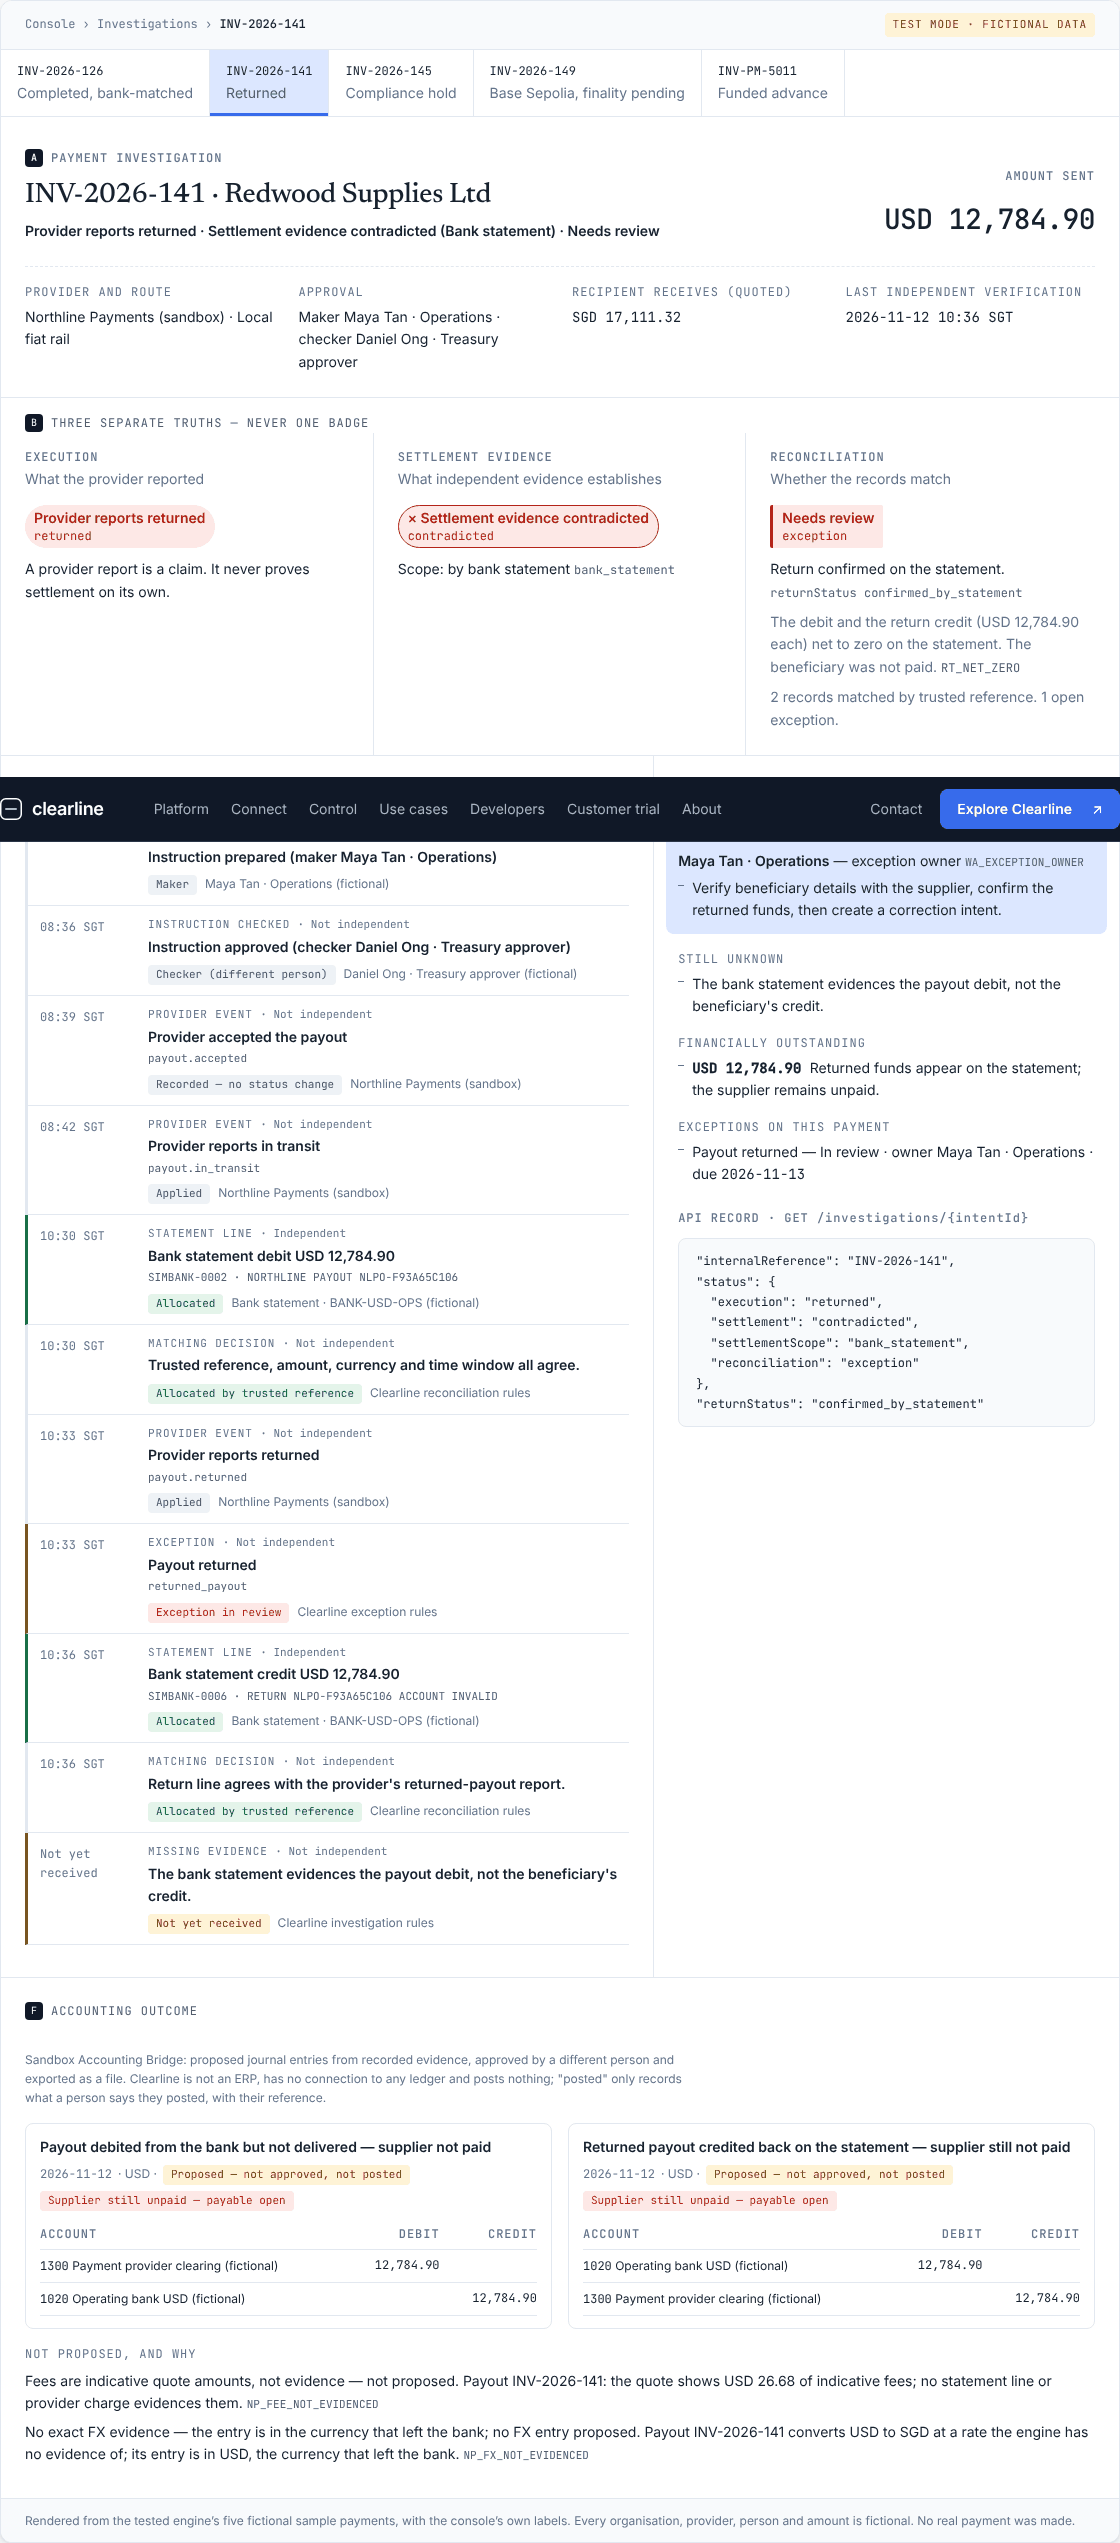 Console › Investigations › INV-2026-141
TEST MODE · FICTIONAL DATA
INV-2026-126
Completed, bank-matched
INV-2026-141
Returned
INV-2026-145
Compliance hold
INV-2026-149
Base Sepolia, finality pending
INV-PM-5011
Funded advance
A PAYMENT INVESTIGATION
INV-2026-141 · Redwood Supplies Ltd
Provider reports returned · Settlement evidence contradicted (Bank statement) · Needs review
AMOUNT SENT
USD 12,784.90
PROVIDER AND ROUTE
Northline Payments (sandbox) · Local
fiat rail
APPROVAL
Maker Maya Tan · Operations ·
checker Daniel Ong · Treasury
approver
RECIPIENT RECEIVES (QUOTED)
SGD 17,111.32
LAST INDEPENDENT VERIFICATION
2026-11-12 10:36 SGT
B THREE SEPARATE TRUTHS — NEVER ONE BADGE
EXECUTION
What the provider reported
Provider reports returned
returned
A provider report is a claim. It never proves
settlement on its own.
SETTLEMENT EVIDENCE
What independent evidence establishes
× Settlement evidence contradicted
contradicted
Scope: by bank statement bank_statement
RECONCILIATION
Whether the records match
Needs review
exception
Return confirmed on the statement.
returnStatus confirmed_by_statement
The debit and the return credit (USD 12,784.90
each) net to zero on the statement. The
beneficiary was not paid. RT_NET_ZERO
2 records matched by trusted reference. 1 open
exception.
clearline
Platform
Connect
Control
Use cases
Developers
Customer trial
About
Contact
Explore Clearline ↗
Instruction prepared (maker Maya Tan · Operations)
Maker Maya Tan · Operations (fictional)
08:36 SGT
INSTRUCTION CHECKED · Not independent
Instruction approved (checker Daniel Ong · Treasury approver)
Checker (different person) Daniel Ong · Treasury approver (fictional)
08:39 SGT
PROVIDER EVENT · Not independent
Provider accepted the payout
payout.accepted
Recorded — no status change Northline Payments (sandbox)
08:42 SGT
PROVIDER EVENT · Not independent
Provider reports in transit
payout.in_transit
Applied Northline Payments (sandbox)
10:30 SGT
STATEMENT LINE · Independent
Bank statement debit USD 12,784.90
SIMBANK-0002 · NORTHLINE PAYOUT NLPO-F93A65C106
Allocated Bank statement · BANK-USD-OPS (fictional)
10:30 SGT
MATCHING DECISION · Not independent
Trusted reference, amount, currency and time window all agree.
Allocated by trusted reference Clearline reconciliation rules
10:33 SGT
PROVIDER EVENT · Not independent
Provider reports returned
payout.returned
Applied Northline Payments (sandbox)
10:33 SGT
EXCEPTION · Not independent
Payout returned
returned_payout
Exception in review Clearline exception rules
10:36 SGT
STATEMENT LINE · Independent
Bank statement credit USD 12,784.90
SIMBANK-0006 · RETURN NLPO-F93A65C106 ACCOUNT INVALID
Allocated Bank statement · BANK-USD-OPS (fictional)
10:36 SGT
MATCHING DECISION · Not independent
Return line agrees with the provider's returned-payout report.
Allocated by trusted reference Clearline reconciliation rules
Not yet
received
MISSING EVIDENCE · Not independent
The bank statement evidences the payout debit, not the beneficiary's
credit.
Not yet received Clearline investigation rules
Maya Tan · Operations — exception owner WA_EXCEPTION_OWNER
– Verify beneficiary details with the supplier, confirm the
returned funds, then create a correction intent.
STILL UNKNOWN
– The bank statement evidences the payout debit, not the
beneficiary's credit.
FINANCIALLY OUTSTANDING
– USD 12,784.90 Returned funds appear on the statement;
the supplier remains unpaid.
EXCEPTIONS ON THIS PAYMENT
– Payout returned — In review · owner Maya Tan · Operations ·
due 2026-11-13
API RECORD · GET /investigations/{intentId}
"internalReference": "INV-2026-141",
"status": {
"execution": "returned",
"settlement": "contradicted",
"settlementScope": "bank_statement",
"reconciliation": "exception"
},
"returnStatus": "confirmed_by_statement"
F ACCOUNTING OUTCOME
Sandbox Accounting Bridge: proposed journal entries from recorded evidence, approved by a different person and
exported as a file. Clearline is not an ERP, has no connection to any ledger and posts nothing; "posted" only records
what a person says they posted, with their reference.
Payout debited from the bank but not delivered — supplier not paid
2026-11-12 · USD · Proposed — not approved, not posted
Supplier still unpaid — payable open
ACCOUNT DEBIT CREDIT
1300 Payment provider clearing (fictional) 12,784.90
1020 Operating bank USD (fictional) 12,784.90
Returned payout credited back on the statement — supplier still not paid
2026-11-12 · USD · Proposed — not approved, not posted
Supplier still unpaid — payable open
ACCOUNT DEBIT CREDIT
1020 Operating bank USD (fictional) 12,784.90
1300 Payment provider clearing (fictional) 12,784.90
NOT PROPOSED, AND WHY
Fees are indicative quote amounts, not evidence — not proposed. Payout INV-2026-141: the quote shows USD 26.68 of indicative fees; no statement line or
provider charge evidences them. NP_FEE_NOT_EVIDENCED
No exact FX evidence — the entry is in the currency that left the bank; no FX entry proposed. Payout INV-2026-141 converts USD to SGD at a rate the engine has
no evidence of; its entry is in USD, the currency that left the bank. NP_FX_NOT_EVIDENCED
Rendered from the tested engine’s five fictional sample payments, with the console’s own labels. Every organisation, provider, person and amount is fictional. No real payment was made.